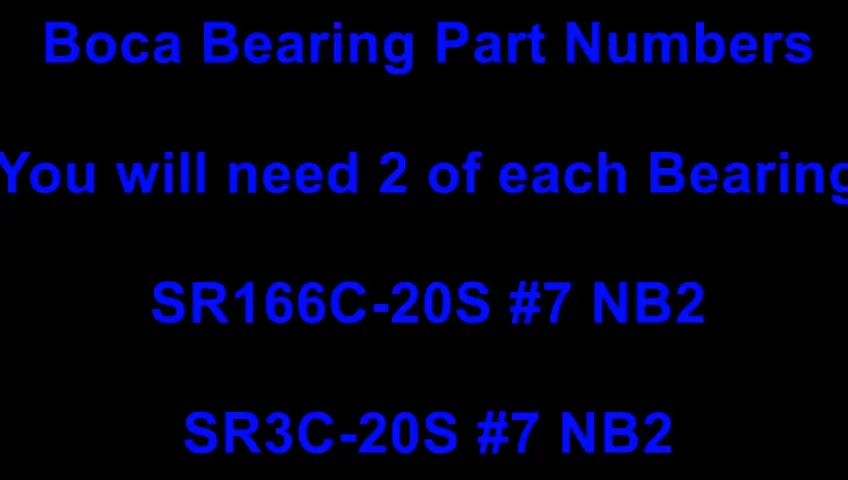 Boca Bearing Part Numbers
You will need 2 of each Bearing
SR166C-20S #7 NB2
SR3C-20S #7 NB2